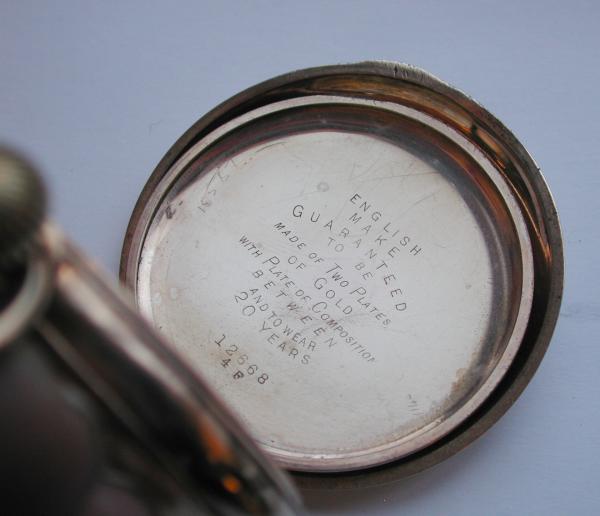 ENGLISH
MAKE
GUARANTEED
TO BE
MADE OF TWO PLATES
OF GOLD
WITH PLATE OF COMPOSITION
BETWEEN
AND TO WEAR
20 YEARS
12668